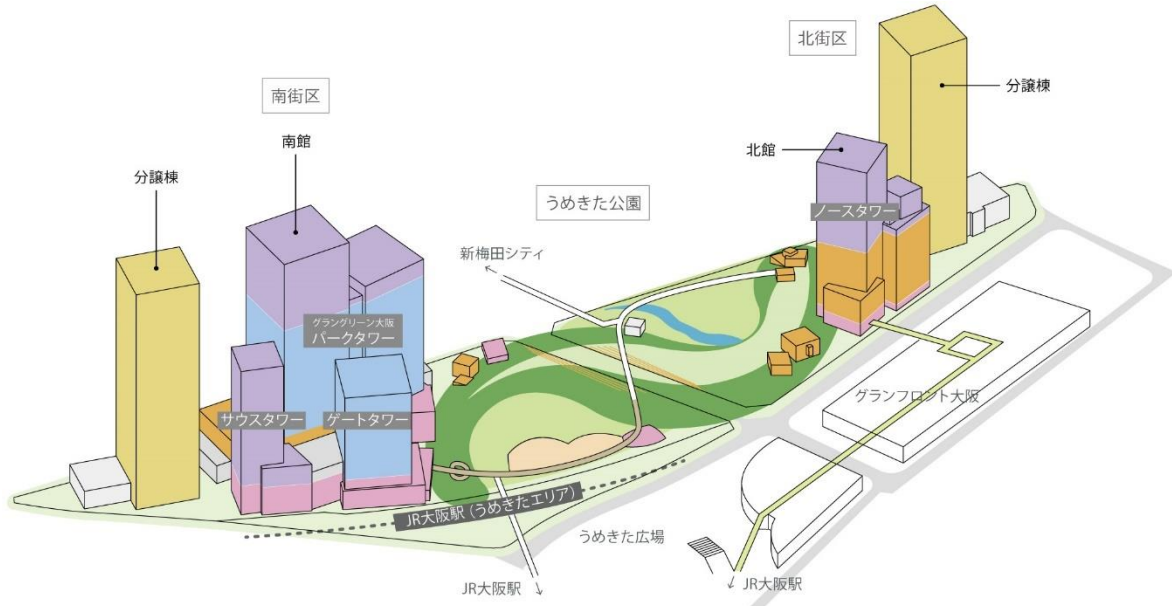 北街区
分譲棟
南街区
南館
北館
分譲棟
うめきた公園
ノースタワー
新梅田シティ
グラングリーン大阪
パークタワー
グランフロント大阪
サウスタワー
ゲートタワー
JR大阪駅(うめきたエリア)
うめきた広場
JR大阪駅
JR大阪駅